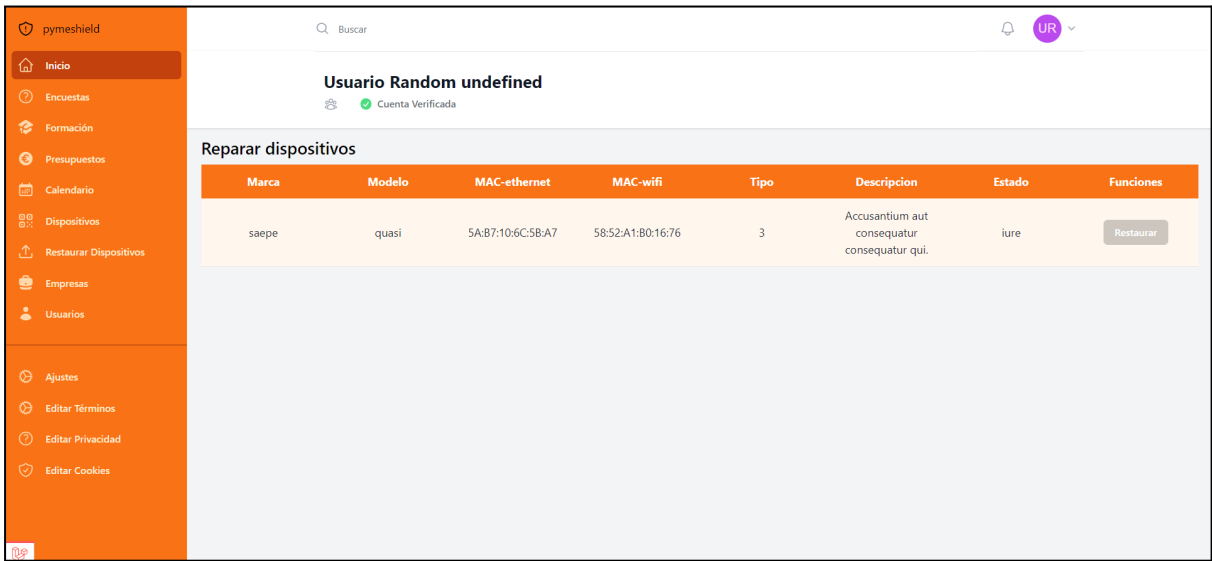 pymeshield
Buscar
UR
Inicio
Encuestas
Formación
Presupuestos
Calendario
Dispositivos
Restaurar Dispositivos
Empresas
Usuarios
Ajustes
Editar Términos
Editar Privacidad
Editar Cookies
Usuario Random undefined
Cuenta Verificada
Reparar dispositivos
Marca Modelo MAC-ethernet MAC-wifi Tipo Descripcion Estado Funciones
saepe quasi 5A:B7:10:6C:5B:A7 58:52:A1:B0:16:76 3 Accusantium aut
consequatur
consequatur qui. iure Restaurar